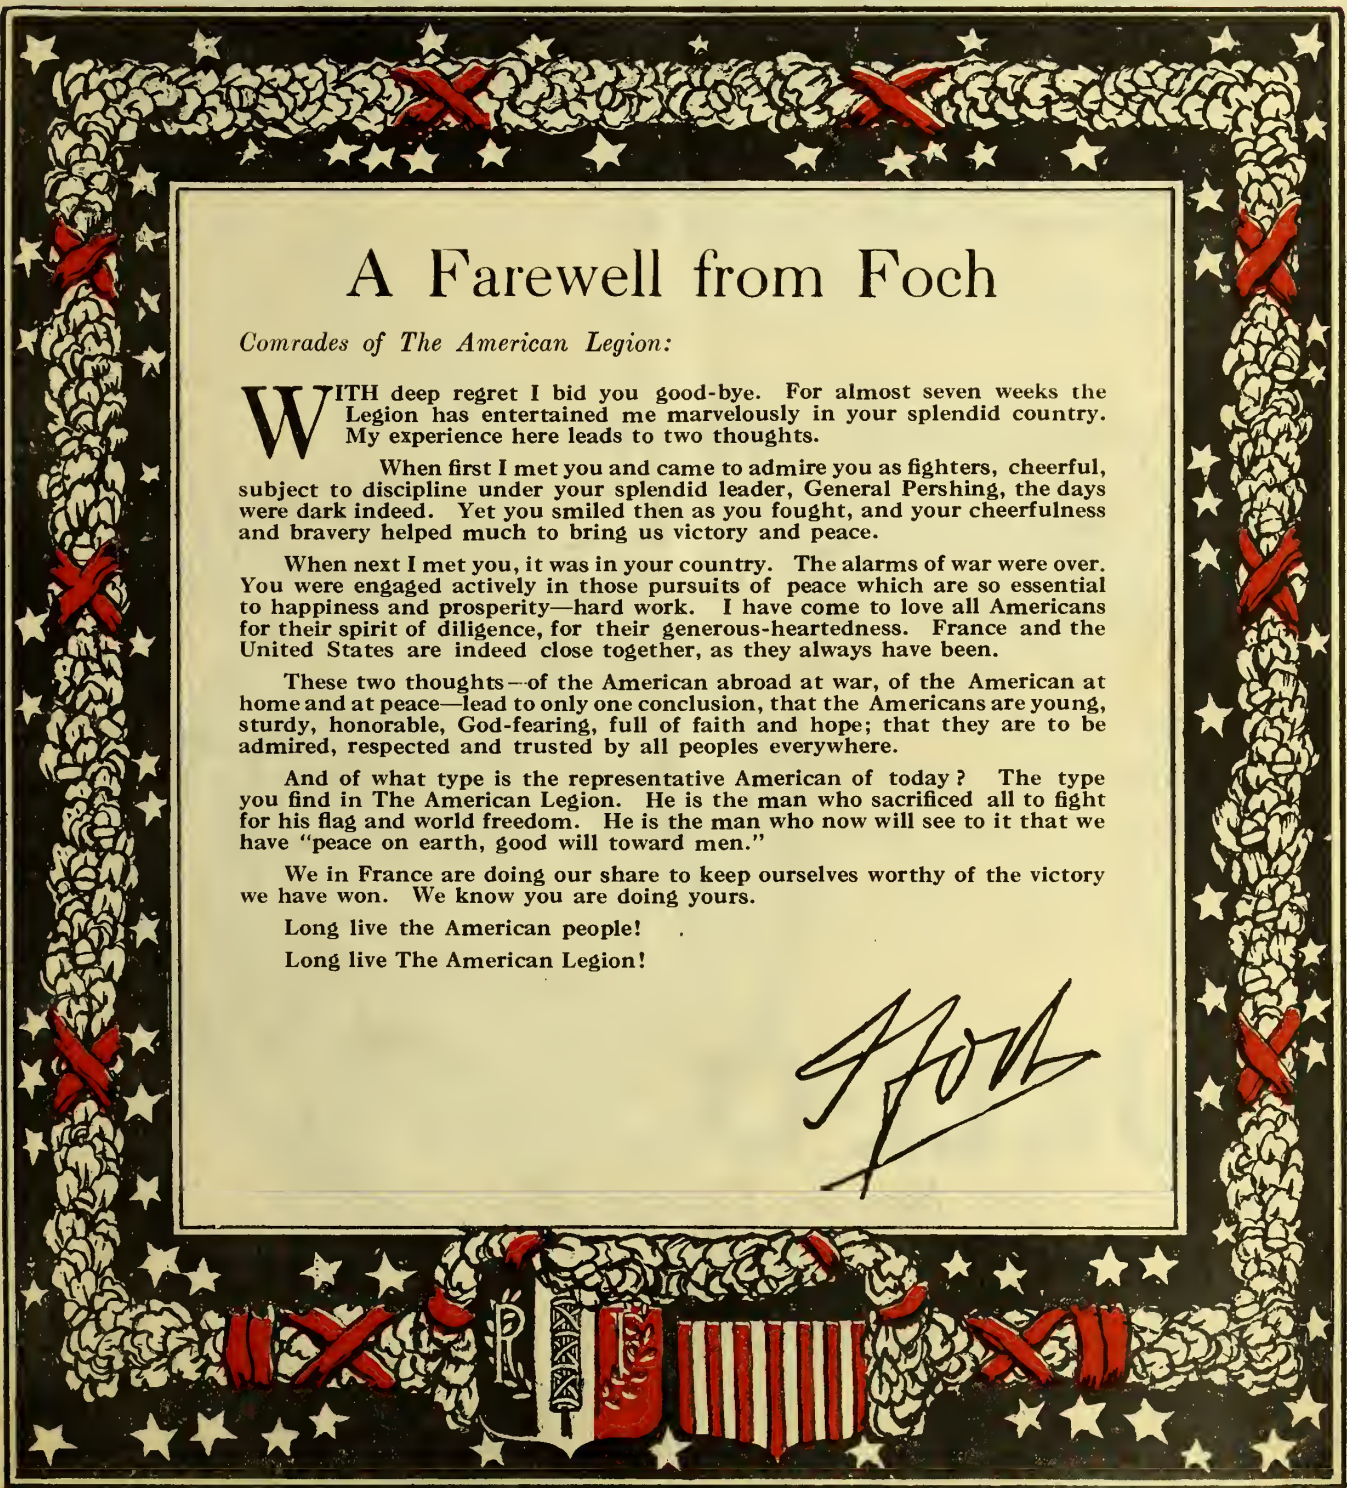 A Farewell from Foch
Comrades of The American Legion:
WITH deep regret I bid you good-bye. For almost seven weeks the
Legion has entertained me marvelously in your splendid country.
My experience here leads to two thoughts.
When first I met you and came to admire you as fighters, cheerful,
subject to discipline under your splendid leader, General Pershing, the days
were dark indeed. Yet you smiled then as you fought, and your cheerfulness
and bravery helped much to bring us victory and peace.
When next I met you, it was in your country. The alarms of war were over.
You were engaged actively in those pursuits of peace which are so essential
to happiness and prosperity—hard work. I have come to love all Americans
for their spirit of diligence, for their generous-heartedness. France and the
United States are indeed close together, as they always have been.
These two thoughts—of the American abroad at war, of the American at
home and at peace—lead to only one conclusion, that the Americans are young,
sturdy, honorable, God-fearing, full of faith and hope; that they are to be
admired, respected and trusted by all peoples everywhere.
And of what type is the representative American of today? The type
you find in The American Legion. He is the man who sacrificed all to fight
for his flag and world freedom. He is the man who now will see to it that we
have "peace on earth, good will toward men."
We in France are doing our share to keep ourselves worthy of the victory
we have won. We know you are doing yours.
Long live the American people!
Long live The American Legion!
F Foch
R F